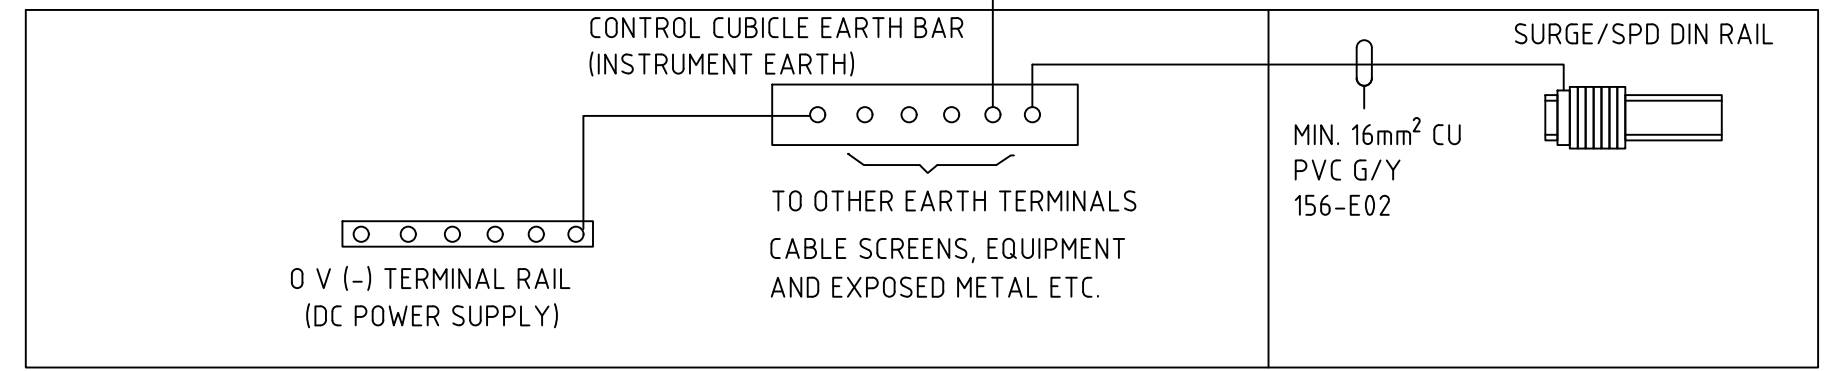 CONTROL CUBICLE EARTH BAR
(INSTRUMENT EARTH)
SURGE/SPD DIN RAIL
MIN. 16mm² CU
PVC G/Y
156-E02
TO OTHER EARTH TERMINALS
CABLE SCREENS, EQUIPMENT
AND EXPOSED METAL ETC.
0 V (-) TERMINAL RAIL
(DC POWER SUPPLY)